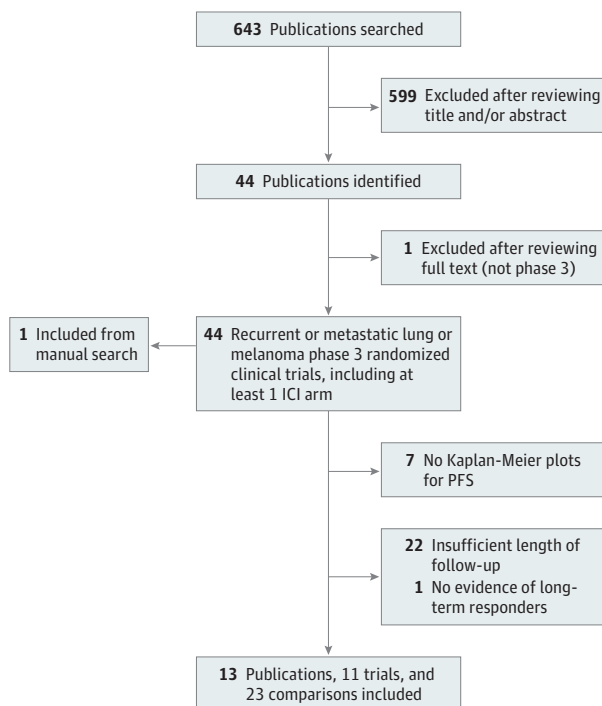 643 Publications searched
599 Excluded after reviewing
title and/or abstract
44 Publications identified
1 Excluded after reviewing
full text (not phase 3)
1 Included from
manual search
44 Recurrent or metastatic lung or
melanoma phase 3 randomized
clinical trials, including at
least 1 ICI arm
7 No Kaplan-Meier plots
for PFS
22 Insufficient length of
follow-up
1 No evidence of long-
term responders
13 Publications, 11 trials, and
23 comparisons included